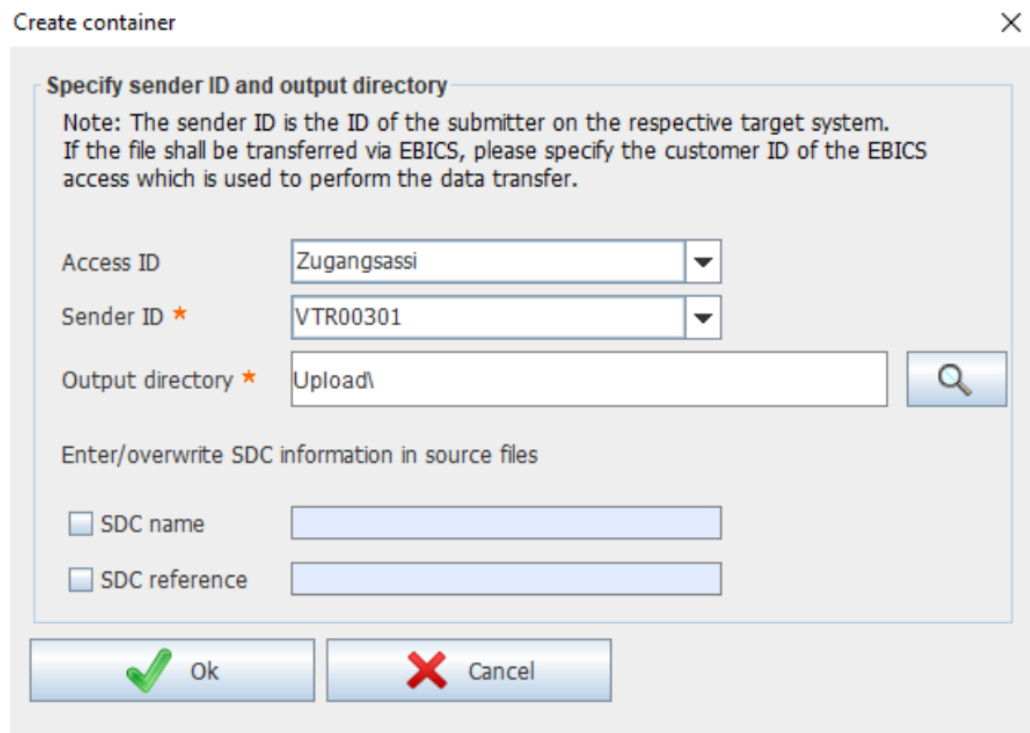 Create container
Specify sender ID and output directory
Note: The sender ID is the ID of the submitter on the respective target system.
If the file shall be transferred via EBICS, please specify the customer ID of the EBICS
access which is used to perform the data transfer.
Access ID Zugangsassi
Sender ID * VTR00301
Output directory * Upload\
Enter/overwrite SDC information in source files
SDC name
SDC reference
Ok Cancel